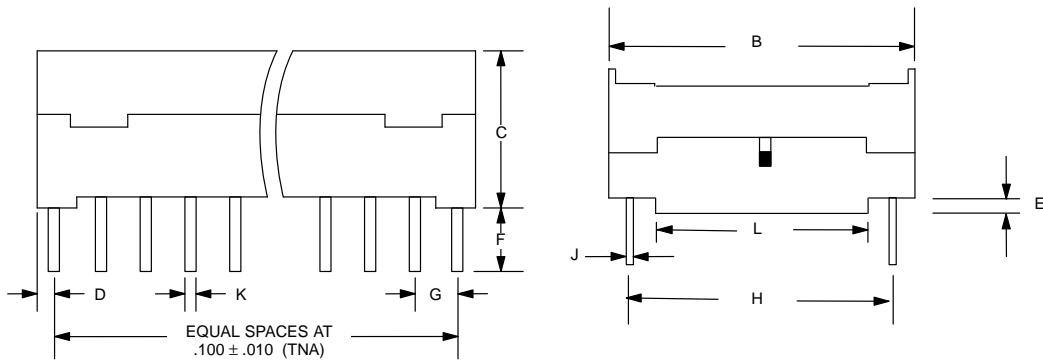 B
C
E
F
L
J
D
K
G
H
EQUAL SPACES AT
.100 ± .010 (TNA)